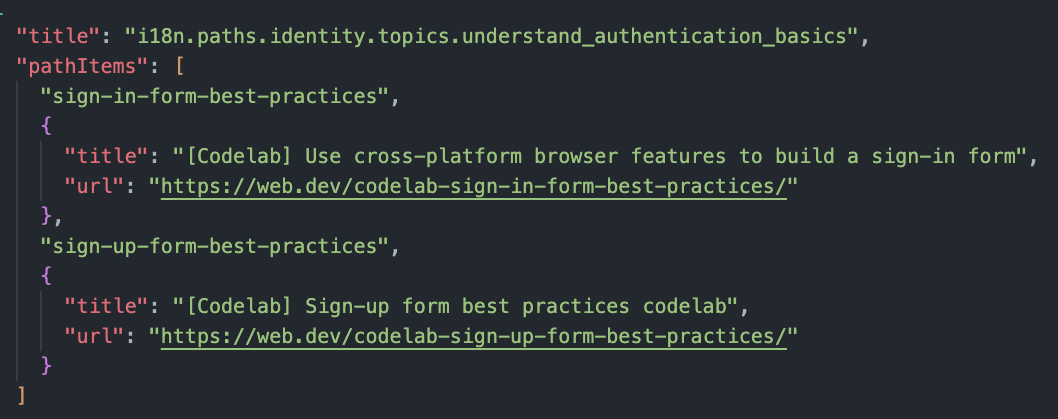 "title": "i18n.paths.identity.topics.understand_authentication_basics",
"pathItems": [
"sign-in-form-best-practices",
{
"title": "[Codelab] Use cross-platform browser features to build a sign-in form",
"url": "https://web.dev/codelab-sign-in-form-best-practices/"
},
"sign-up-form-best-practices",
{
"title": "[Codelab] Sign-up form best practices codelab",
"url": "https://web.dev/codelab-sign-up-form-best-practices/"
}
]